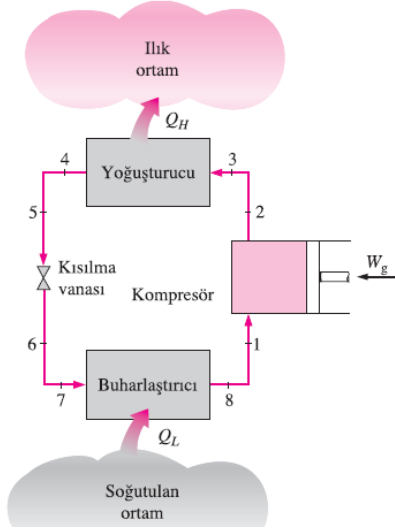 Ilık
ortam
Q_H
4
3
Yoğuşturucu
5
2
Kısılma
vanası
Kompresör
W_g
6
1
Buharlaştırıcı
7
8
Q_L
Soğutulan
ortam